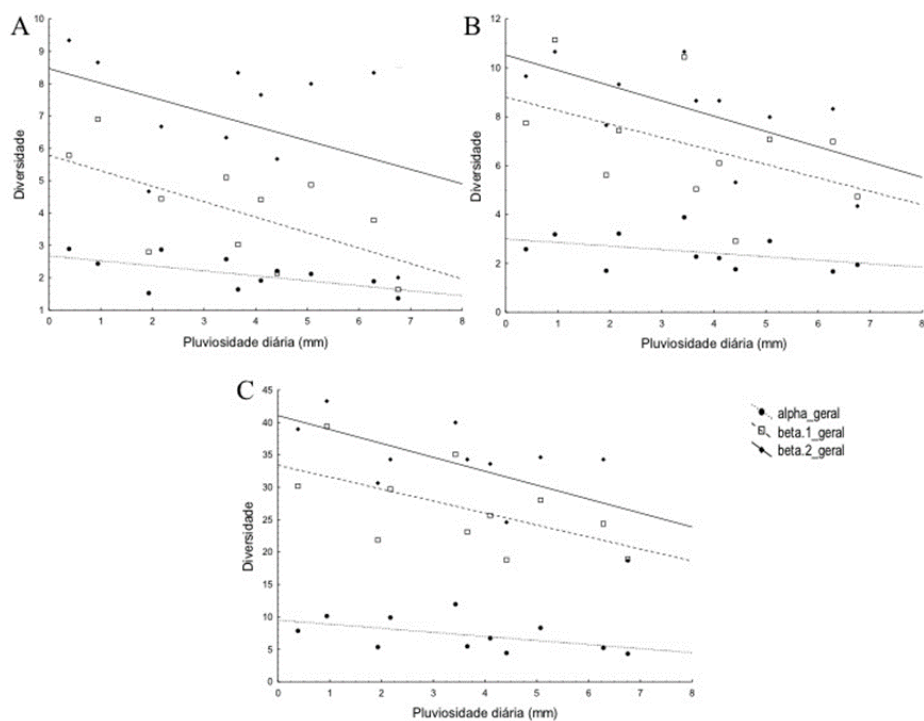 A
10
9
8
7
6
5
4
3
2
1
Diversidade
0 1 2 3 4 5 6 7 8
Pluviosidade diária (mm)
B
12
10
8
6
4
2
0
Diversidade
0 1 2 3 4 5 6 7 8
Pluviosidade diária (mm)
C
45
40
35
30
25
20
15
10
5
0
Diversidade
0 1 2 3 4 5 6 7 8
Pluviosidade diária (mm)
alpha_geral
beta.1_geral
beta.2_geral